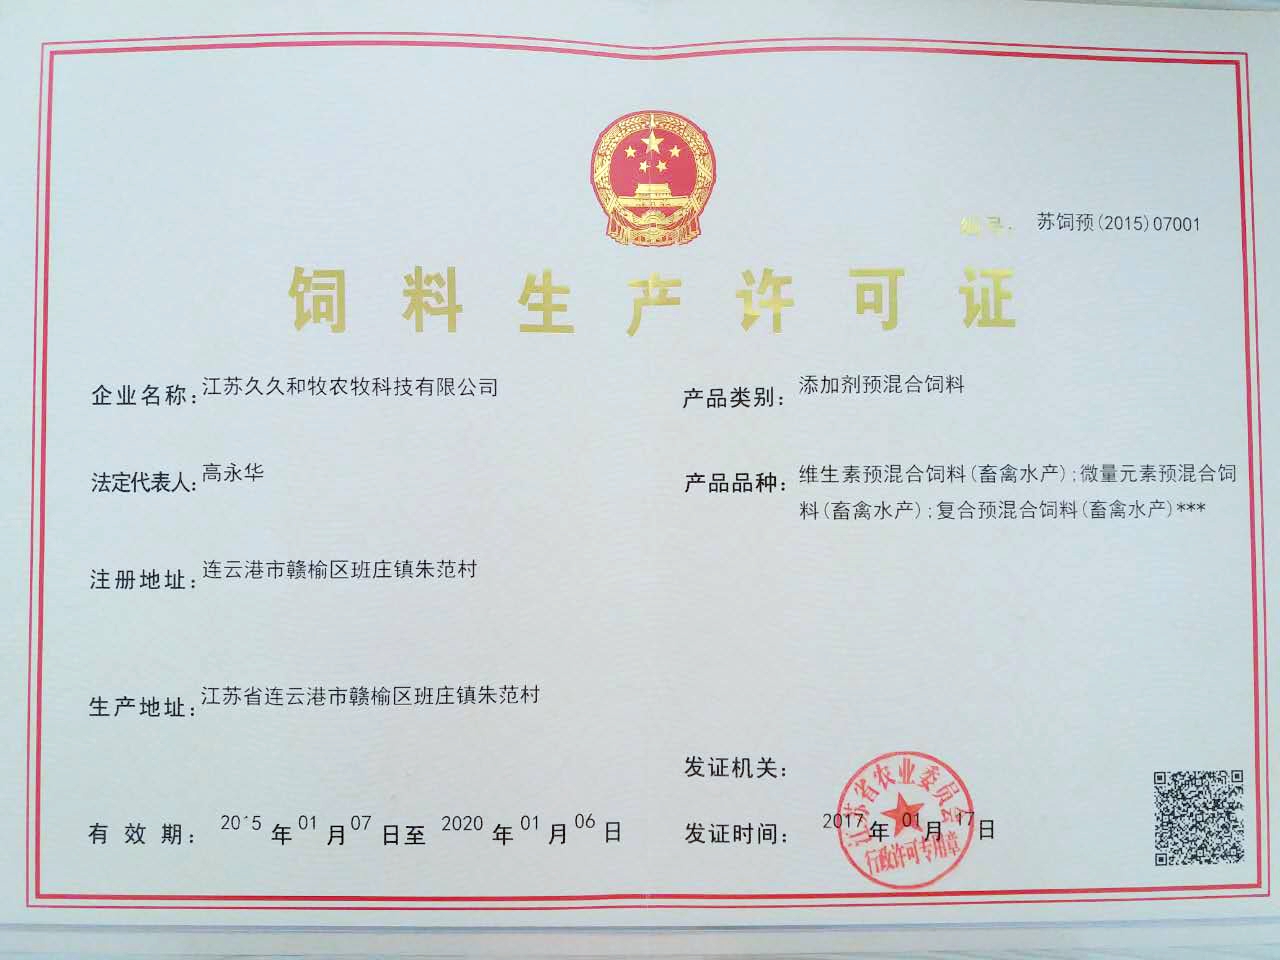 编号: 苏饲预(2015)07001
饲料生产许可证
企业名称: 江苏久久和牧农牧科技有限公司
法定代表人: 高永华
注册地址: 连云港市赣榆区班庄镇朱范村
生产地址: 江苏省连云港市赣榆区班庄镇朱范村
有效期: 2015年01月07日至2020年01月06日
产品类别: 添加剂预混合饲料
产品品种: 维生素预混合饲料(畜禽水产);微量元素预混合饲
料(畜禽水产);复合预混合饲料(畜禽水产)***
发证机关:
江苏省农业委员会
行政许可专用章
发证时间: 2017年01月17日